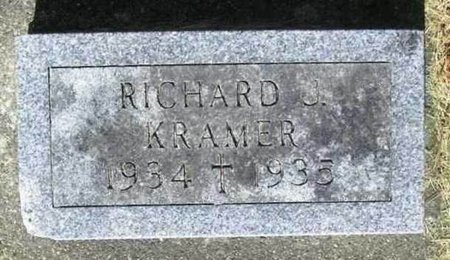 RICHARD J.
KRAMER
1934 † 1935